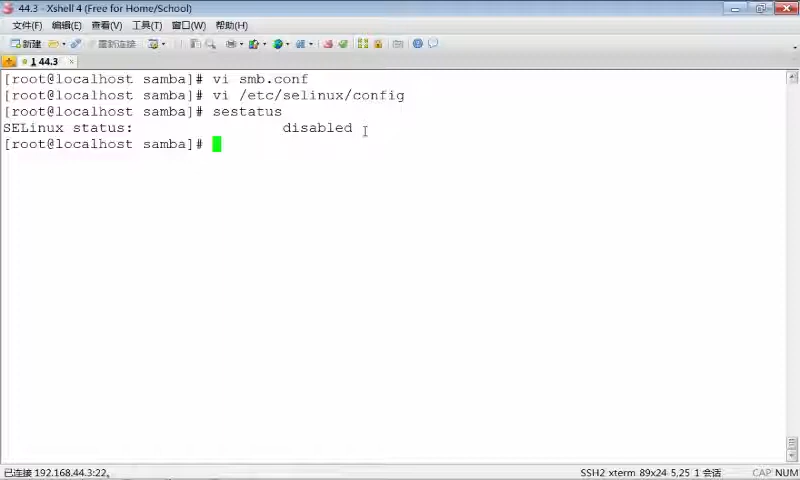 44.3 - Xshell 4 (Free for Home/School)
文件(F) 编辑(E) 查看(V) 工具(T) 窗口(W) 帮助(H)
新建 重新连接
1 44.3
[root@localhost samba]# vi smb.conf
[root@localhost samba]# vi /etc/selinux/config
[root@localhost samba]# sestatus
SELinux status: disabled
[root@localhost samba]#
已连接 192.168.44.3:22。 SSH2 xterm 89x24 5,25 1 会话 CAP NUM